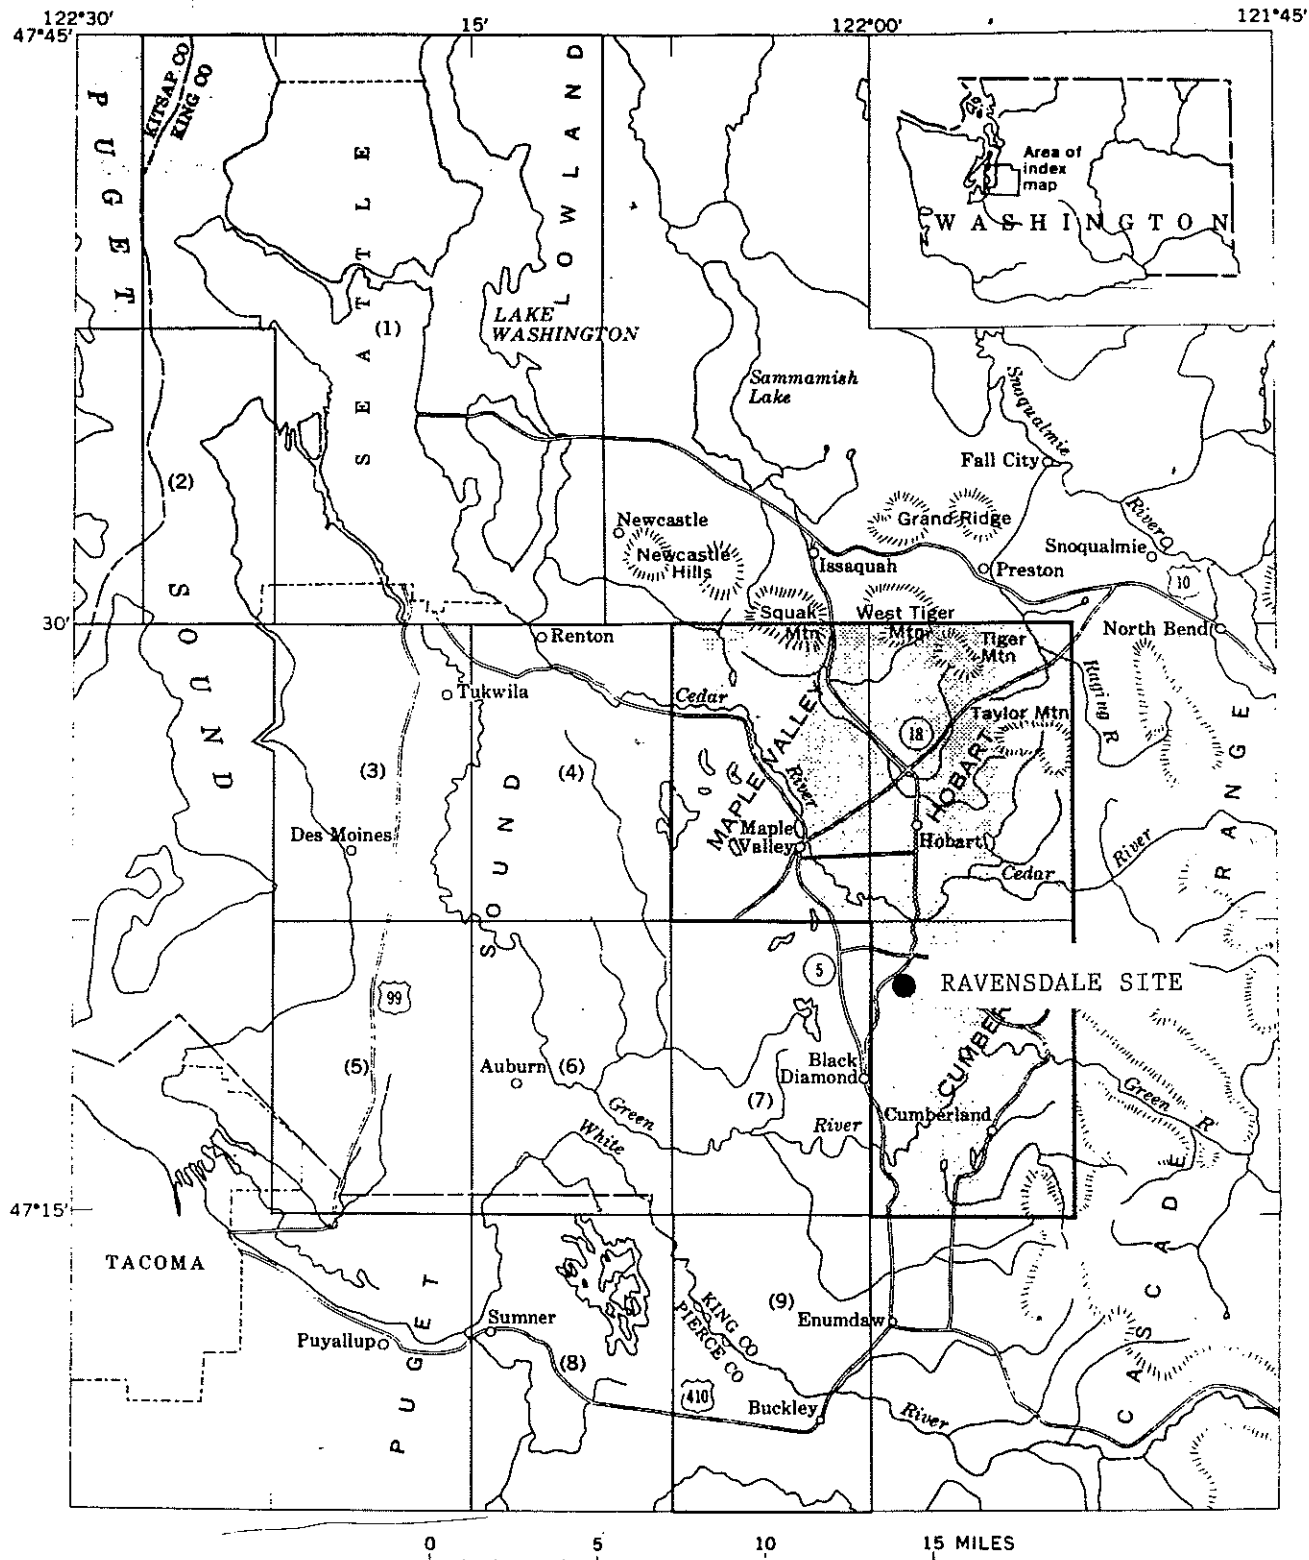 122°30'
15'
122°00'
121°45'
47°45'
KITSAP CO
KING CO
PUGET
SEATTLE
LOWLAND
Area of
index
map
WASHINGTON
(1)
LAKE
WASHINGTON
Sammamish
Lake
Snoqualmie
Fall City
(2)
River
Grand Ridge
Newcastle
Newcastle
Hills
Snoqualmie
Issaquah
Preston
10
SOUND
Squak
Mtn
West Tiger
Mtn
30'
Renton
Tiger
Mtn
North Bend
Tukwila
Cedar
Raging R
Taylor Mtn
18
(3)
(4)
MAPLE VALLEY
HOBART
River
RANGE
Des Moines
Maple
Valley
Hobart
River
Cedar
SOUND
5
RAVENSDALE SITE
99
CUMBER
(5)
Auburn
(6)
Black
Diamond
(7)
Green
River
Green
R
White
Cumberland
47°15'
TACOMA
CASCADE
(9)
KING CO
PIERCE CO
Enumdaw
Sumner
Puyallup
PUGET
(8)
410
Buckley
River
0
5
10
15 MILES